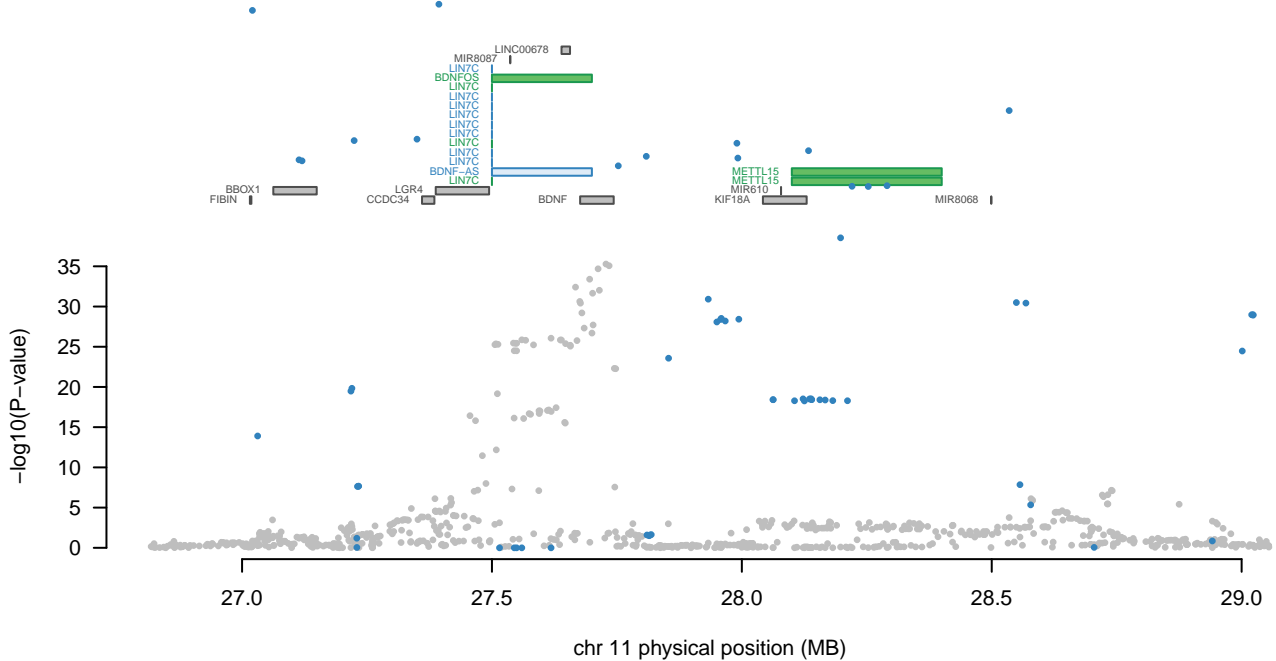 LINC00678
MIR8087
LIN7C
BDNFOS
LIN7C
LIN7C
LIN7C
LIN7C
LIN7C
LIN7C
LIN7C
LIN7C
LIN7C
BDNF−AS
METTL15
LIN7C
METTL15
BBOX1
LGR4
MIR610
FIBIN
CCDC34
BDNF
KIF18A
MIR8068
35
30
25
20
15
10
5
0
−log10(P−value)
27.0 27.5 28.0 28.5 29.0
chr 11 physical position (MB)